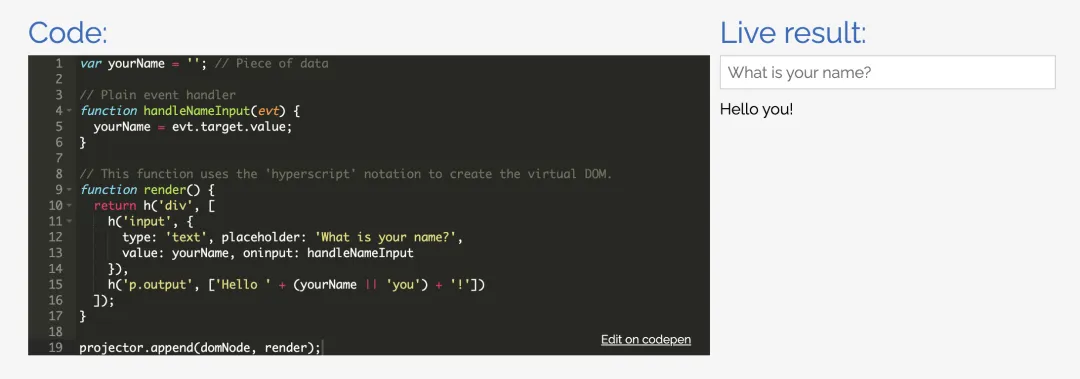 Code:
1 var yourName = ''; // Piece of data
2
3 // Plain event handler
4 function handleNameInput(evt) {
5   yourName = evt.target.value;
6 }
7
8 // This function uses the 'hyperscript' notation to create the virtual DOM.
9 function render() {
10   return h('div', [
11     h('input', {
12       type: 'text', placeholder: 'What is your name?',
13       value: yourName, oninput: handleNameInput
14     }),
15     h('p.output', ['Hello ' + (yourName || 'you') + '!'])
16   ]);
17 }
18
19 projector.append(domNode, render);
Edit on codepen
Live result:
What is your name?
Hello you!